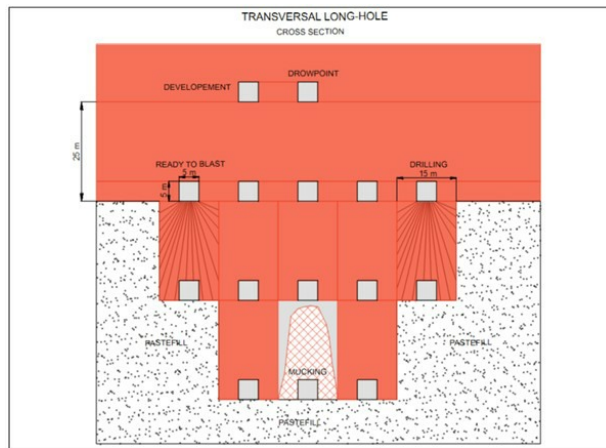 TRANSVERSAL LONG-HOLE
CROSS SECTION
DROWPOINT
DEVELOPEMENT
25 m
READY TO BLAST
5 m
5 m
DRILLING
15 m
PASTEFILL
PASTEFILL
MUCKING
PASTEFILL